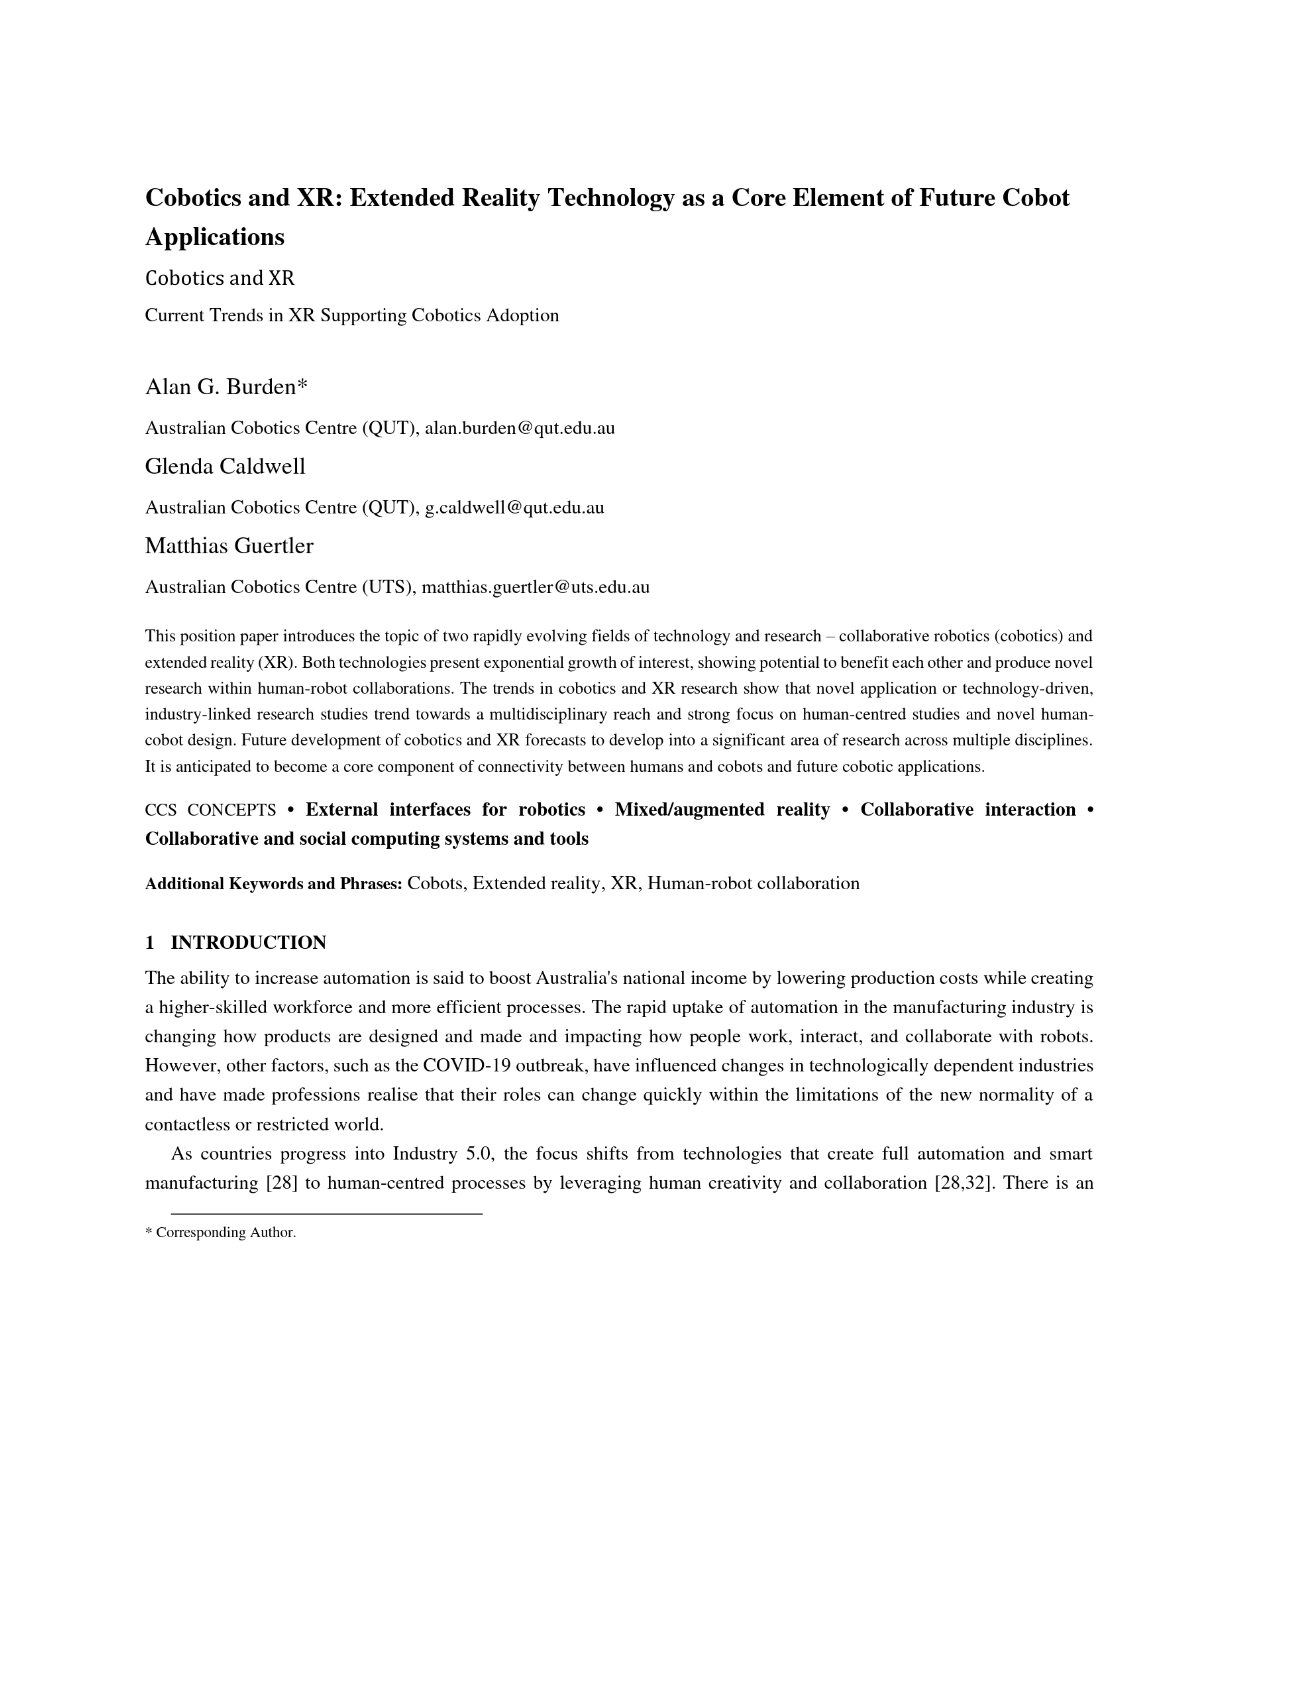 Cobotics and XR: Extended Reality Technology as a Core Element of Future Cobot
Applications
Cobotics and XR
Current Trends in XR Supporting Cobotics Adoption
Alan G. Burden*
Australian Cobotics Centre (QUT), alan.burden@qut.edu.au
Glenda Caldwell
Australian Cobotics Centre (QUT), g.caldwell@qut.edu.au
Matthias Guertler
Australian Cobotics Centre (UTS), matthias.guertler@uts.edu.au
This position paper introduces the topic of two rapidly evolving fields of technology and research – collaborative robotics (cobotics) and
extended reality (XR). Both technologies present exponential growth of interest, showing potential to benefit each other and produce novel
research within human-robot collaborations. The trends in cobotics and XR research show that novel application or technology-driven,
industry-linked research studies trend towards a multidisciplinary reach and strong focus on human-centred studies and novel human-
cobot design. Future development of cobotics and XR forecasts to develop into a significant area of research across multiple disciplines.
It is anticipated to become a core component of connectivity between humans and cobots and future cobotic applications.
CCS CONCEPTS • External interfaces for robotics • Mixed/augmented reality • Collaborative interaction •
Collaborative and social computing systems and tools
Additional Keywords and Phrases: Cobots, Extended reality, XR, Human-robot collaboration
1 INTRODUCTION
The ability to increase automation is said to boost Australia's national income by lowering production costs while creating
a higher-skilled workforce and more efficient processes. The rapid uptake of automation in the manufacturing industry is
changing how products are designed and made and impacting how people work, interact, and collaborate with robots.
However, other factors, such as the COVID-19 outbreak, have influenced changes in technologically dependent industries
and have made professions realise that their roles can change quickly within the limitations of the new normality of a
contactless or restricted world.
As countries progress into Industry 5.0, the focus shifts from technologies that create full automation and smart
manufacturing [28] to human-centred processes by leveraging human creativity and collaboration [28,32]. There is an
* Corresponding Author.